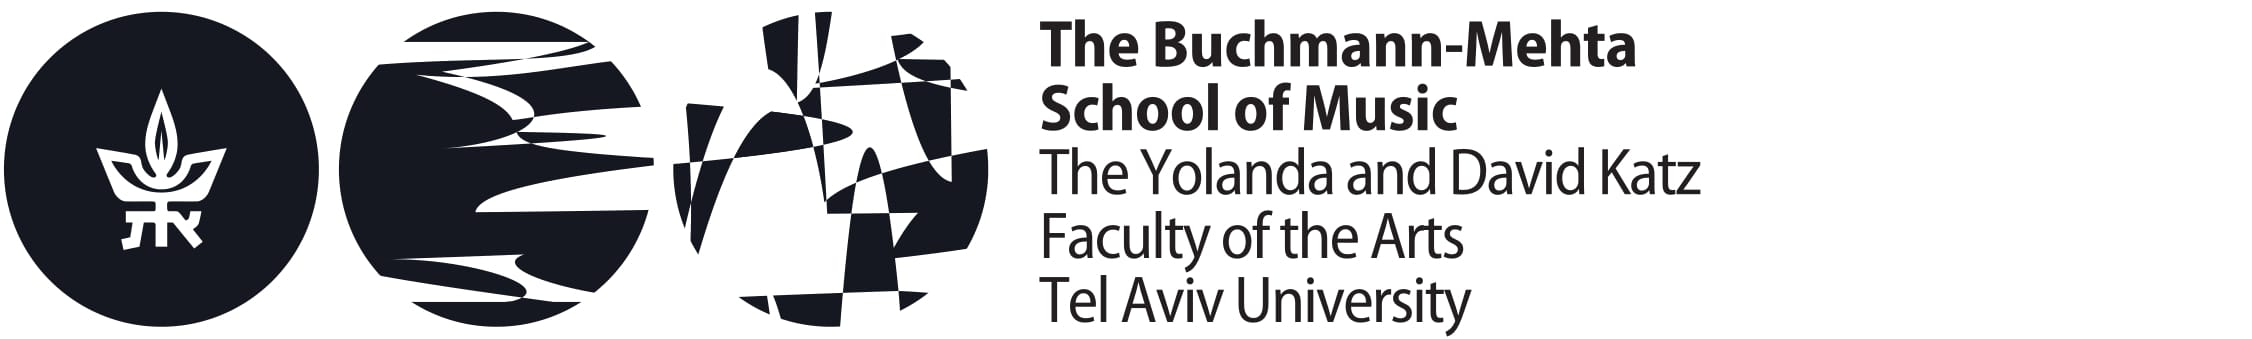 The Buchmann-Mehta
School of Music
The Yolanda and David Katz
Faculty of the Arts
Tel Aviv University